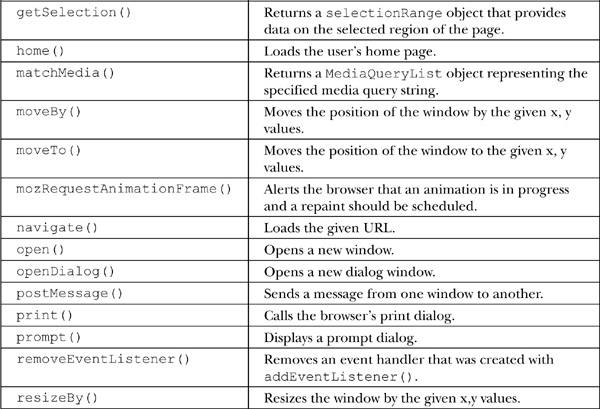 getSelection() Returns a selectionRange object that provides
data on the selected region of the page.
home() Loads the user's home page.
matchMedia() Returns a MediaQueryList object representing the
specified media query string.
moveBy() Moves the position of the window by the given x, y
values.
moveTo() Moves the position of the window to the given x, y
values.
mozRequestAnimationFrame() Alerts the browser that an animation is in progress
and a repaint should be scheduled.
navigate() Loads the given URL.
open() Opens a new window.
openDialog() Opens a new dialog window.
postMessage() Sends a message from one window to another.
print() Calls the browser's print dialog.
prompt() Displays a prompt dialog.
removeEventListener() Removes an event handler that was created with
addEventListener().
resizeBy() Resizes the window by the given x,y values.